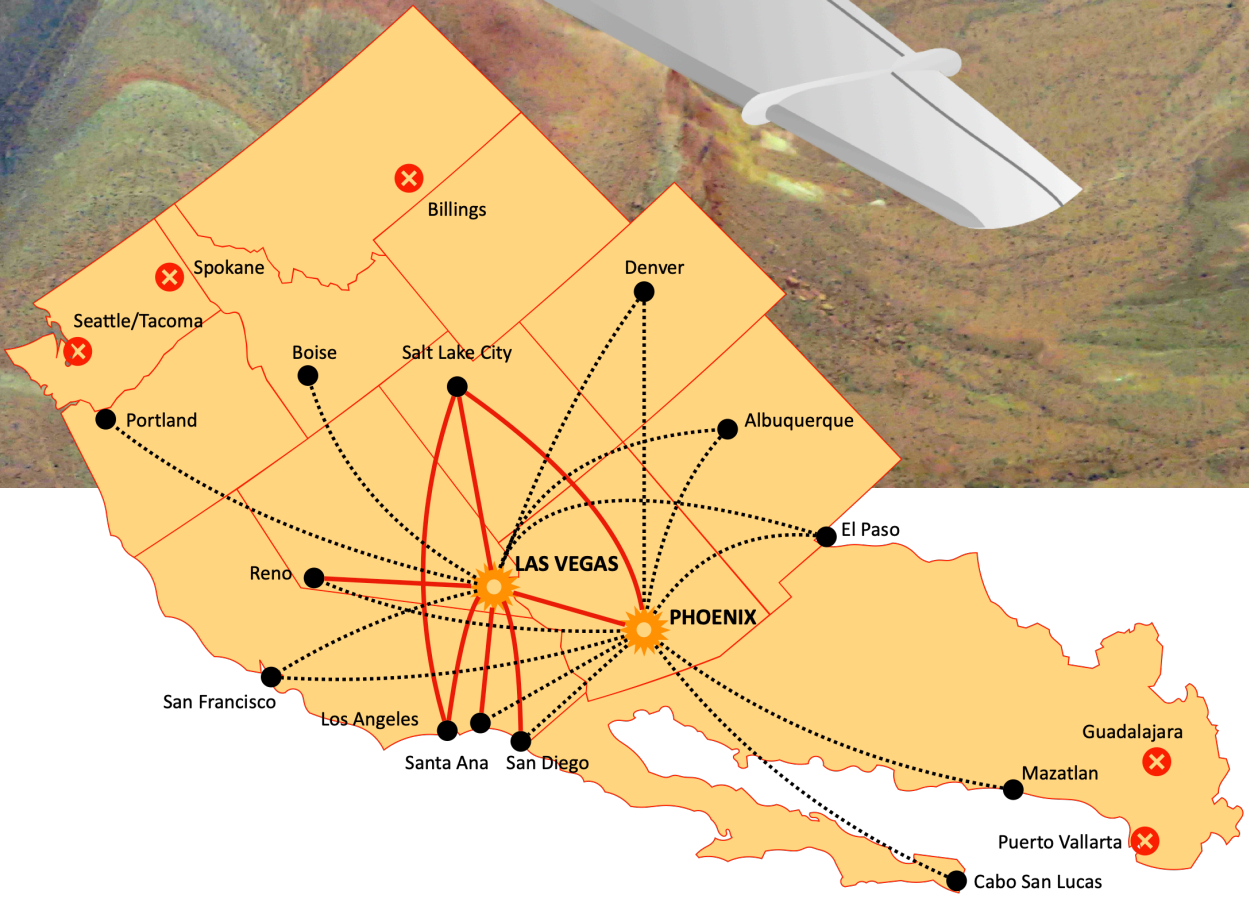 Billings
Spokane
Denver
Seattle/Tacoma
Boise
Salt Lake City
Portland
Albuquerque
El Paso
LAS VEGAS
Reno
PHOENIX
San Francisco
Los Angeles
Guadalajara
Santa Ana
San Diego
Mazatlan
Puerto Vallarta
Cabo San Lucas